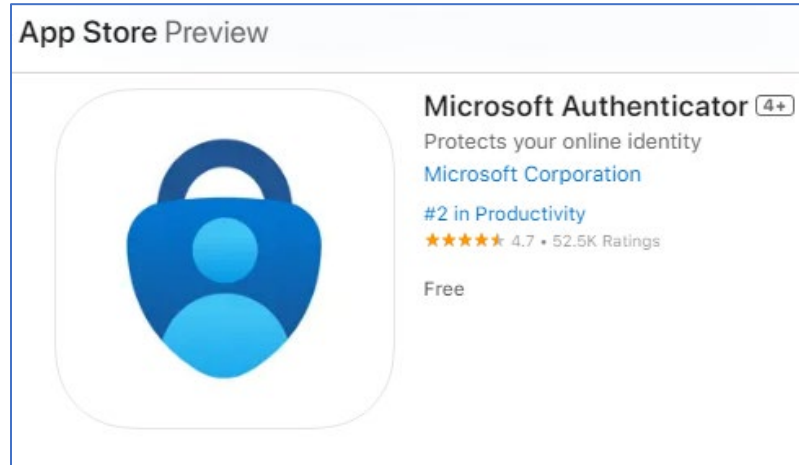 App Store Preview
Microsoft Authenticator 4+
Protects your online identity
Microsoft Corporation
#2 in Productivity
4.7 • 52.5K Ratings
Free